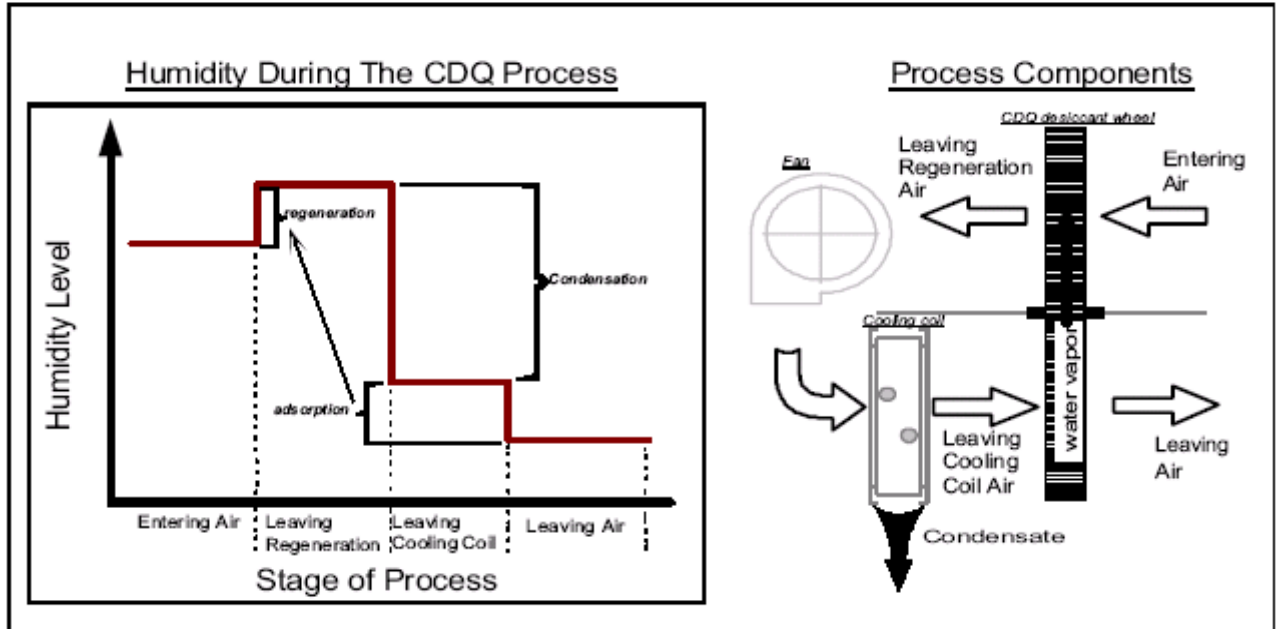 Humidity During The CDQ Process
Humidity Level
regeneration
Condensation
adsorption
Entering Air
Leaving
Regeneration
Leaving
Cooling Coil
Leaving Air
Stage of Process
Process Components
CDQ desiccant wheel
Fan
Leaving
Regeneration
Air
Entering
Air
Cooling coil
water vapor
Leaving
Cooling
Coil Air
Leaving
Air
Condensate